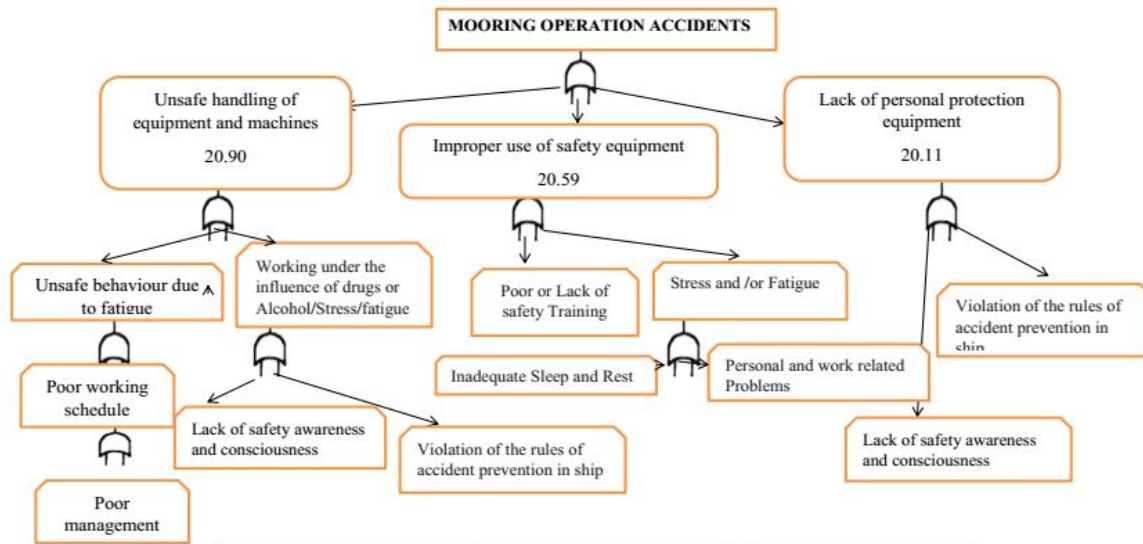 MOORING OPERATION ACCIDENTS
Unsafe handling of
equipment and machines
20.90
Improper use of safety equipment
20.59
Lack of personal protection
equipment
20.11
Unsafe behaviour due
to fatigue
Working under the
influence of drugs or
Alcohol/Stress/fatigue
Poor or Lack of
safety Training
Stress and /or Fatigue
Violation of the rules of
accident prevention in
ship
Poor working
schedule
Inadequate Sleep and Rest
Personal and work related
Problems
Lack of safety awareness
and consciousness
Violation of the rules of
accident prevention in ship
Lack of safety awareness
and consciousness
Poor
management